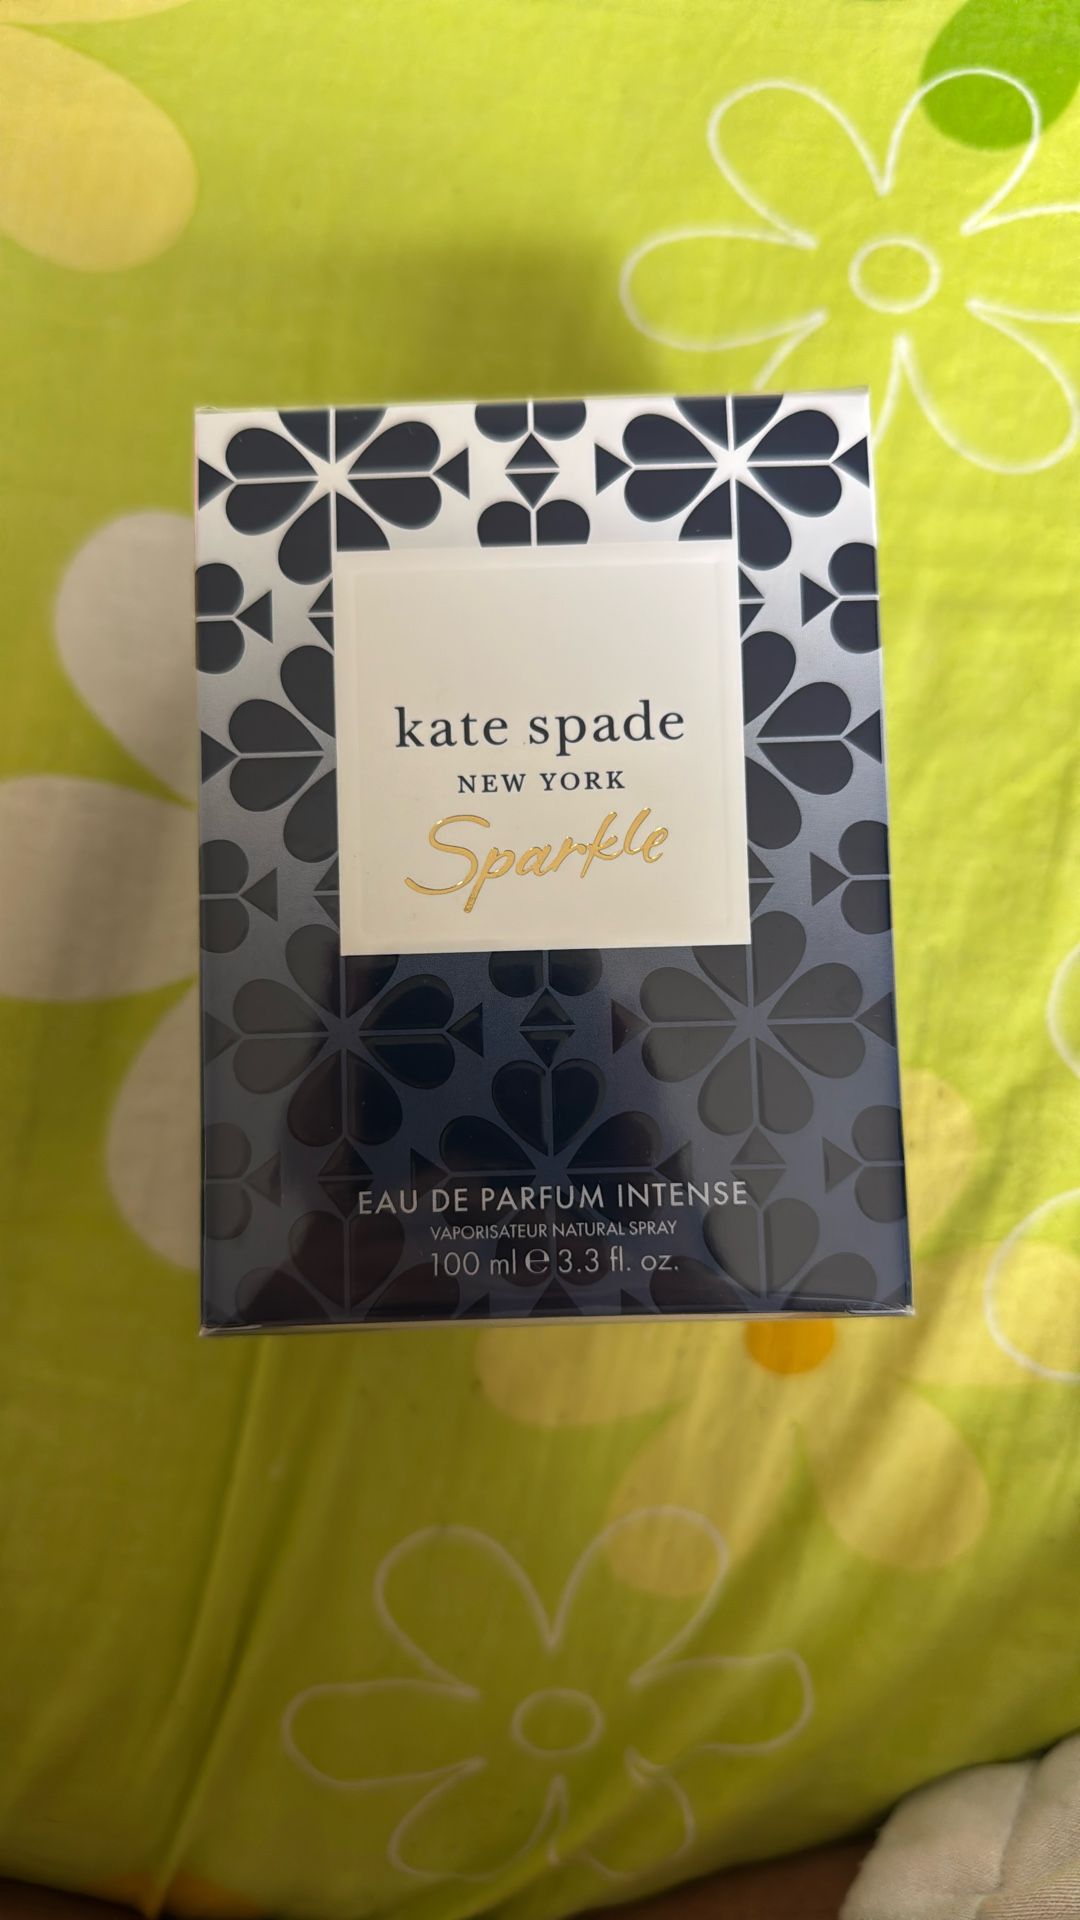 kate spade
NEW YORK
Sparkle
EAU DE PARFUM INTENSE
VAPORISATEUR NATURAL SPRAY
100 ml ℮ 3.3 fl. oz.